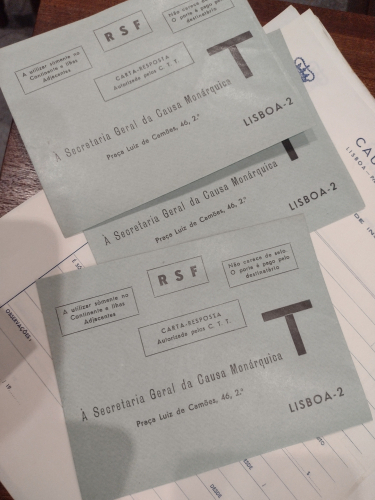 RSF
Não carece de selo.
O porte é pago pelo
destinatário
A utilizar sòmente no
Continente e Ilhas
Adjacentes
CARTA-RESPOSTA
Autorizada pelos C. T. T.
T
À Secretaria Geral da Causa Monárquica
Praça Luiz de Camões, 46, 2.º
LISBOA-2
À Secretaria Geral da Causa Monárquica
Praça Luiz de Camões, 46, 2.º
LISBOA-2
RSF
Não carece de selo.
O porte é pago pelo
destinatário
A utilizar sòmente no
Continente e Ilhas
Adjacentes
CARTA-RESPOSTA
Autorizada pelos C. T. T.
T
À Secretaria Geral da Causa Monárquica
Praça Luiz de Camões, 46, 2.º
LISBOA-2
CAU
LISBOA
OBSERVAÇÕES